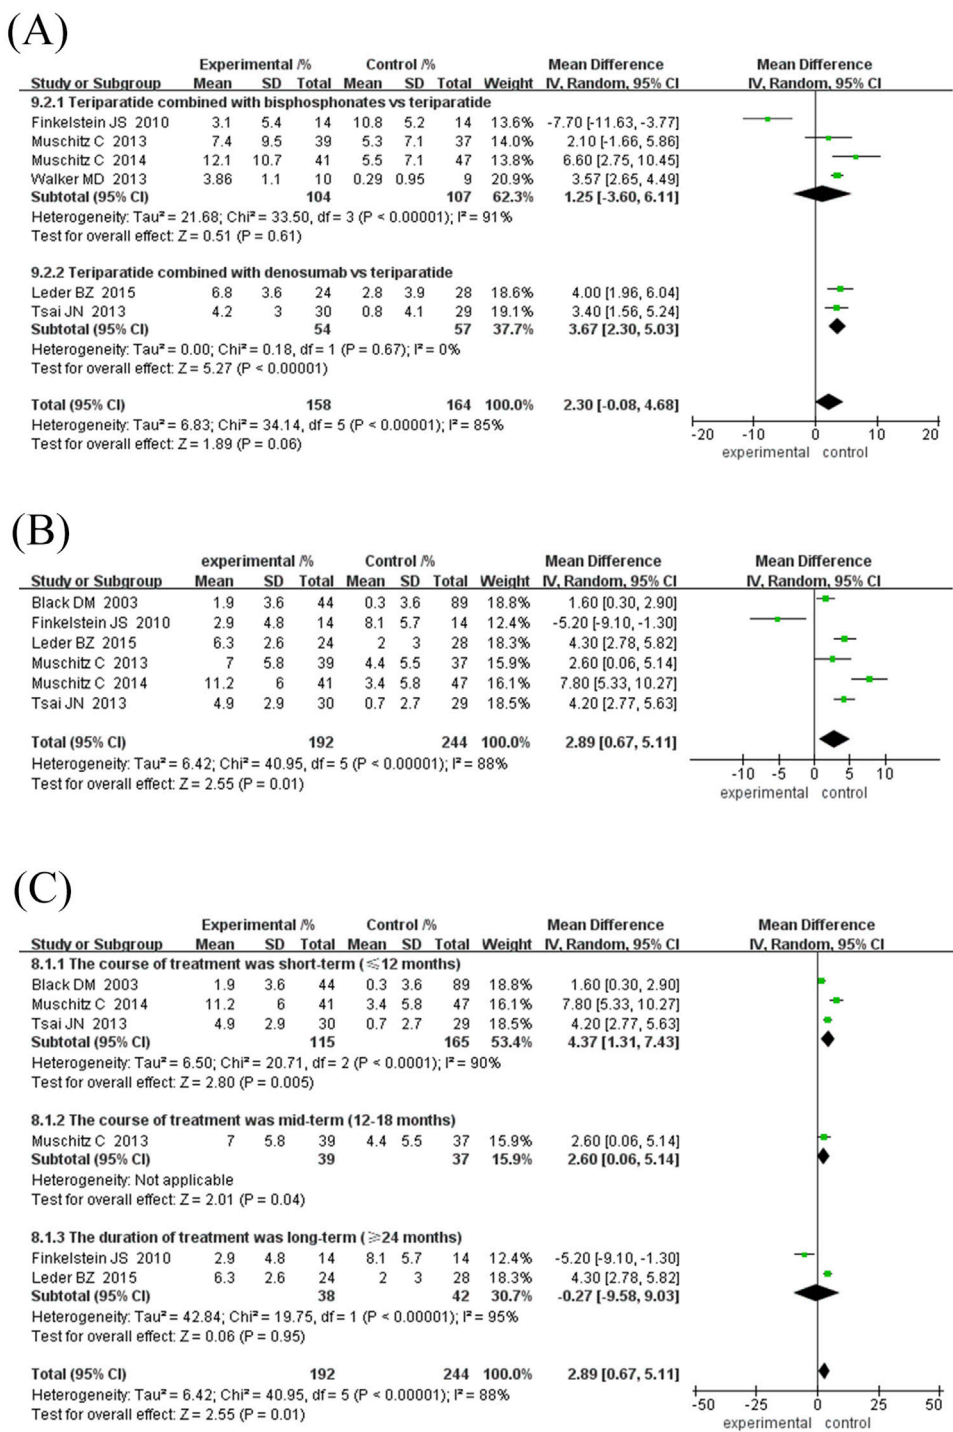 (A)
Experimental /% Control /% Mean Difference Mean Difference
Study or Subgroup Mean SD Total Mean SD Total Weight IV, Random, 95% CI IV, Random, 95% CI
9.2.1 Teriparatide combined with bisphosphonates vs teriparatide
Finkelstein JS 2010 3.1 5.4 14 10.8 5.2 14 13.6% -7.70 [-11.63, -3.77]
Muschitz C 2013 7.4 9.5 39 5.3 7.1 37 14.0% 2.10 [-1.66, 5.86]
Muschitz C 2014 12.1 10.7 41 5.5 7.1 47 13.8% 6.60 [2.75, 10.45]
Walker MD 2013 3.86 1.1 10 0.29 0.95 9 20.9% 3.57 [2.65, 4.49]
Subtotal (95% CI) 104 107 62.3% 1.25 [-3.60, 6.11]
Heterogeneity: Tau² = 21.68; Chi² = 33.50, df = 3 (P < 0.00001); I² = 91%
Test for overall effect: Z = 0.51 (P = 0.61)
9.2.2 Teriparatide combined with denosumab vs teriparatide
Leder BZ 2015 6.8 3.6 24 2.8 3.9 28 18.6% 4.00 [1.96, 6.04]
Tsai JN 2013 4.2 3 30 0.8 4.1 29 19.1% 3.40 [1.56, 5.24]
Subtotal (95% CI) 54 57 37.7% 3.67 [2.30, 5.03]
Heterogeneity: Tau² = 0.00; Chi² = 0.18, df = 1 (P = 0.67); I² = 0%
Test for overall effect: Z = 5.27 (P < 0.00001)
Total (95% CI) 158 164 100.0% 2.30 [-0.08, 4.68]
Heterogeneity: Tau² = 6.83; Chi² = 34.14, df = 5 (P < 0.00001); I² = 85%
Test for overall effect: Z = 1.89 (P = 0.06)
-20 -10 0 10 20
experimental control
(B)
experimental /% Control /% Mean Difference Mean Difference
Study or Subgroup Mean SD Total Mean SD Total Weight IV, Random, 95% CI IV, Random, 95% CI
Black DM 2003 1.9 3.6 44 0.3 3.6 89 18.8% 1.60 [0.30, 2.90]
Finkelstein JS 2010 2.9 4.8 14 8.1 5.7 14 12.4% -5.20 [-9.10, -1.30]
Leder BZ 2015 6.3 2.6 24 2 3 28 18.3% 4.30 [2.78, 5.82]
Muschitz C 2013 7 5.8 39 4.4 5.5 37 15.9% 2.60 [0.06, 5.14]
Muschitz C 2014 11.2 6 41 3.4 5.8 47 16.1% 7.80 [5.33, 10.27]
Tsai JN 2013 4.9 2.9 30 0.7 2.7 29 18.5% 4.20 [2.77, 5.63]
Total (95% CI) 192 244 100.0% 2.89 [0.67, 5.11]
Heterogeneity: Tau² = 6.42; Chi² = 40.95, df = 5 (P < 0.00001); I² = 88%
Test for overall effect: Z = 2.55 (P = 0.01)
-10 -5 0 5 10
experimental control
(C)
Experimental /% Control /% Mean Difference Mean Difference
Study or Subgroup Mean SD Total Mean SD Total Weight IV, Random, 95% CI IV, Random, 95% CI
8.1.1 The course of treatment was short-term (≤12 months)
Black DM 2003 1.9 3.6 44 0.3 3.6 89 18.8% 1.60 [0.30, 2.90]
Muschitz C 2014 11.2 6 41 3.4 5.8 47 16.1% 7.80 [5.33, 10.27]
Tsai JN 2013 4.9 2.9 30 0.7 2.7 29 18.5% 4.20 [2.77, 5.63]
Subtotal (95% CI) 115 165 53.4% 4.37 [1.31, 7.43]
Heterogeneity: Tau² = 6.50; Chi² = 20.71, df = 2 (P < 0.0001); I² = 90%
Test for overall effect: Z = 2.80 (P = 0.005)
8.1.2 The course of treatment was mid-term (12-18 months)
Muschitz C 2013 7 5.8 39 4.4 5.5 37 15.9% 2.60 [0.06, 5.14]
Subtotal (95% CI) 39 37 15.9% 2.60 [0.06, 5.14]
Heterogeneity: Not applicable
Test for overall effect: Z = 2.01 (P = 0.04)
8.1.3 The duration of treatment was long-term (≥24 months)
Finkelstein JS 2010 2.9 4.8 14 8.1 5.7 14 12.4% -5.20 [-9.10, -1.30]
Leder BZ 2015 6.3 2.6 24 2 3 28 18.3% 4.30 [2.78, 5.82]
Subtotal (95% CI) 38 42 30.7% -0.27 [-9.58, 9.03]
Heterogeneity: Tau² = 42.84; Chi² = 19.75, df = 1 (P < 0.00001); I² = 95%
Test for overall effect: Z = 0.06 (P = 0.95)
Total (95% CI) 192 244 100.0% 2.89 [0.67, 5.11]
Heterogeneity: Tau² = 6.42; Chi² = 40.95, df = 5 (P < 0.00001); I² = 88%
Test for overall effect: Z = 2.55 (P = 0.01)
-50 -25 0 25 50
experimental control